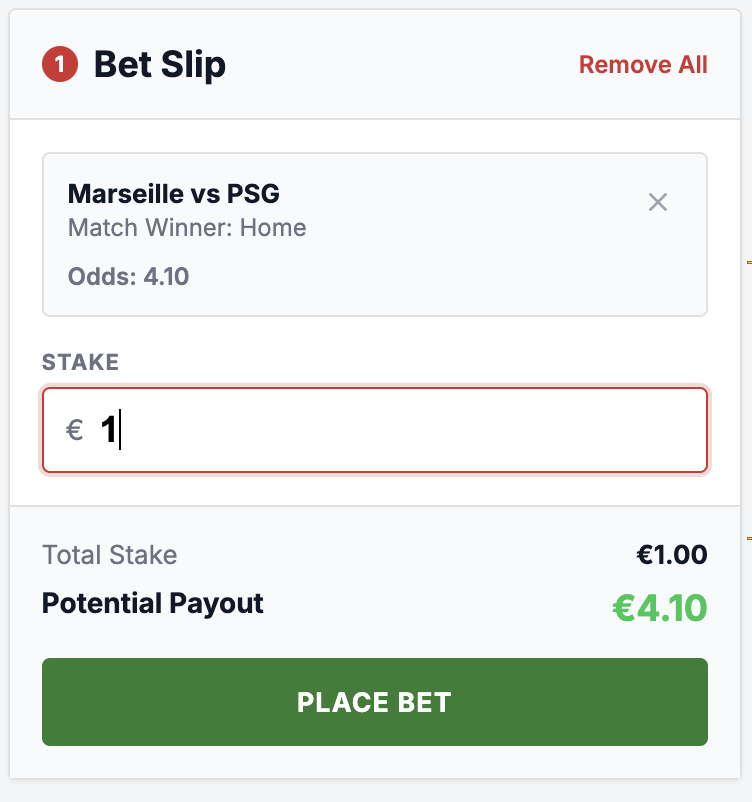 1 Bet Slip Remove All
Marseille vs PSG
Match Winner: Home
Odds: 4.10
STAKE
€ 1
Total Stake €1.00
Potential Payout €4.10
PLACE BET